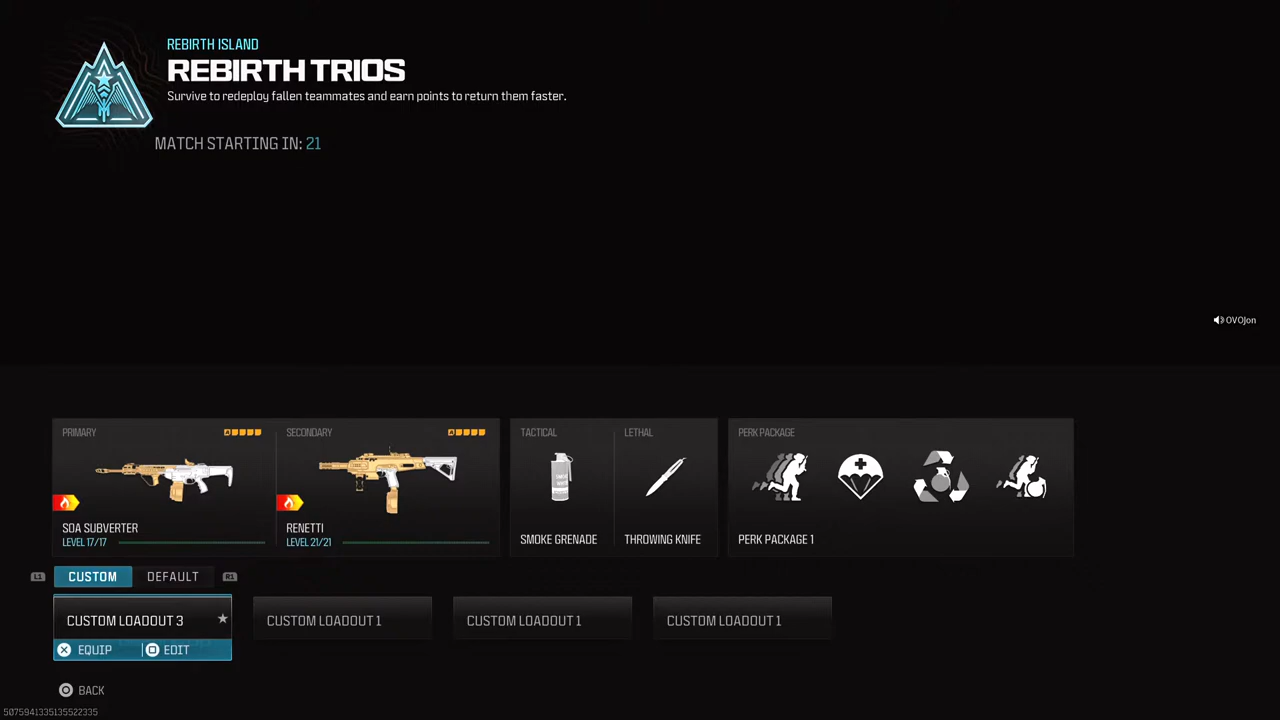 REBIRTH ISLAND
REBIRTH TRIOS
Survive to redeploy fallen teammates and earn points to return them faster.
MATCH STARTING IN: 21
OVOJon
PRIMARY
SECONDARY
TACTICAL
LETHAL
PERK PACKAGE
SOA SUBVERTER
LEVEL 17/17
RENETTI
LEVEL 21/21
SMOKE GRENADE
THROWING KNIFE
PERK PACKAGE 1
L1
CUSTOM
DEFAULT
R1
CUSTOM LOADOUT 3
CUSTOM LOADOUT 1
CUSTOM LOADOUT 1
CUSTOM LOADOUT 1
EQUIP
EDIT
BACK
5075941335135522335